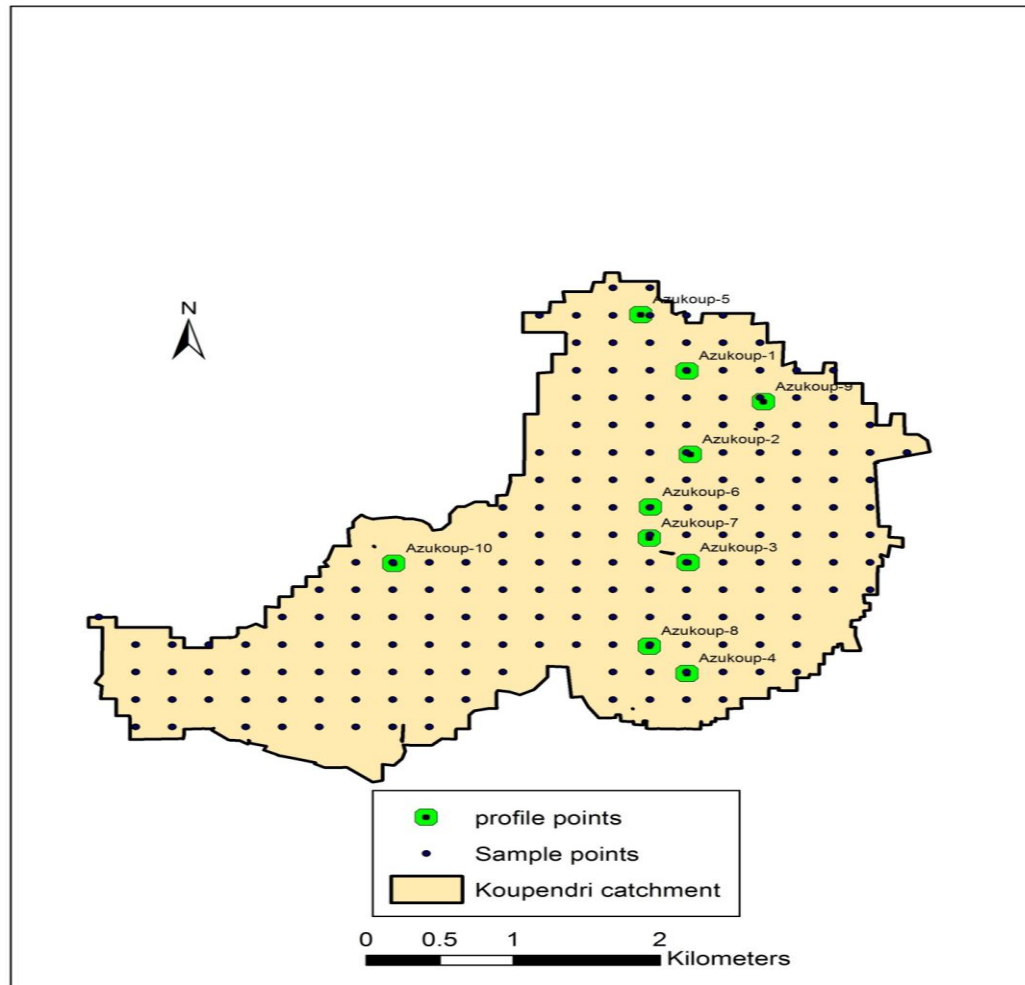 N
Azukoup-5
Azukoup-1
Azukoup-9
Azukoup-2
Azukoup-6
Azukoup-7
Azukoup-10
Azukoup-3
Azukoup-8
Azukoup-4
profile points
Sample points
Koupendri catchment
0 0.5 1 2
Kilometers